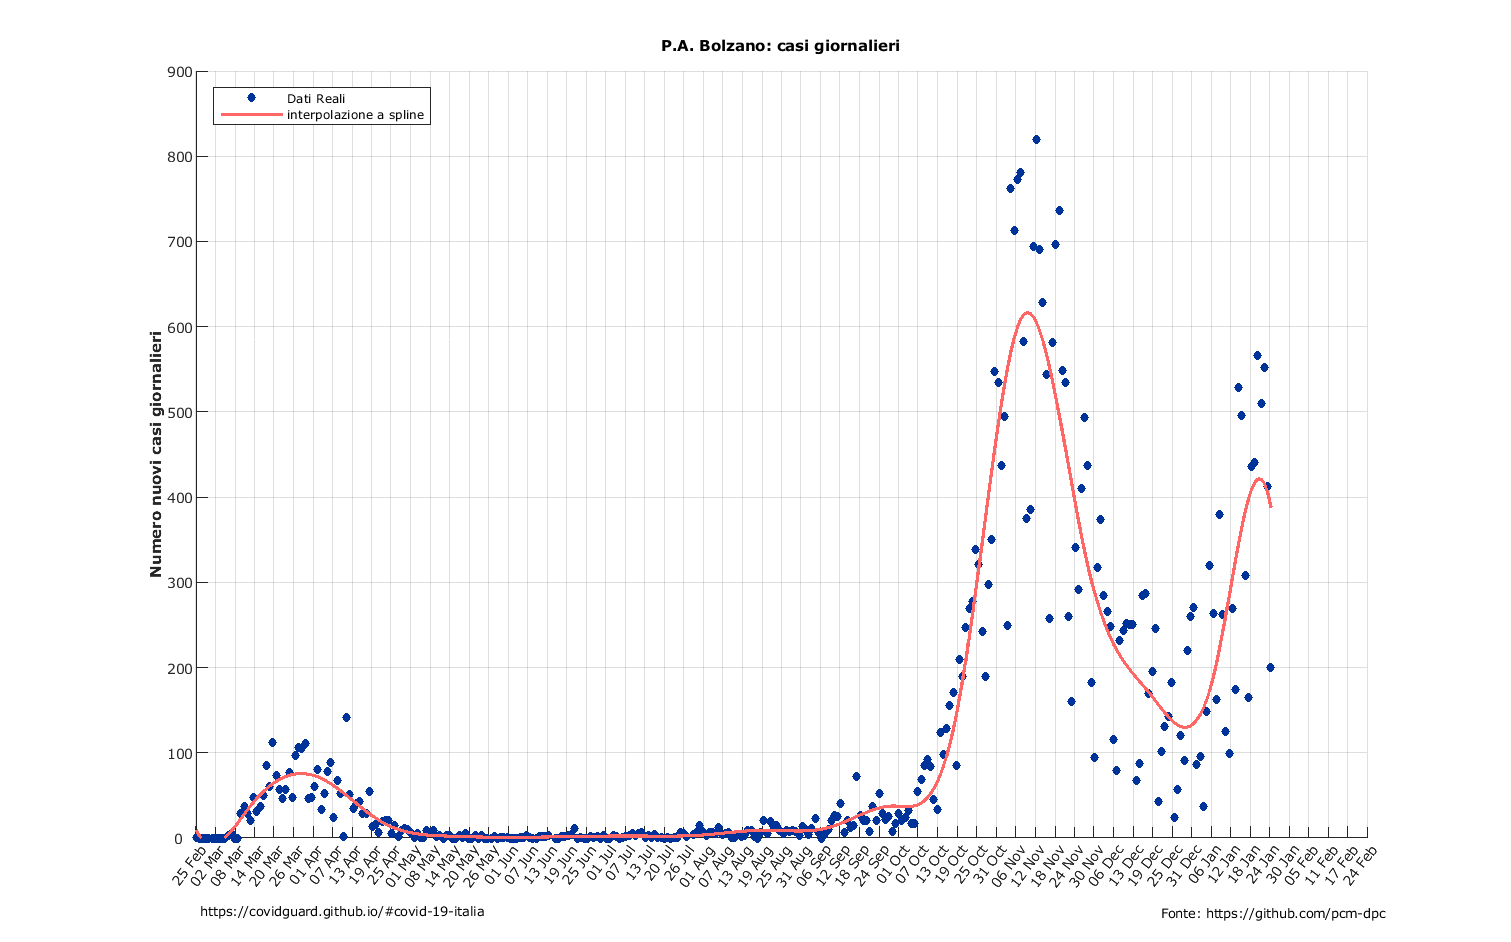 P.A. Bolzano: casi giornalieri
Numero nuovi casi giornalieri
900
800
700
600
500
400
300
200
100
0
Dati Reali
interpolazione a spline
25 Feb
02 Mar
08 Mar
14 Mar
20 Mar
26 Mar
01 Apr
07 Apr
13 Apr
19 Apr
25 Apr
01 May
08 May
14 May
20 May
26 May
01 Jun
07 Jun
13 Jun
19 Jun
25 Jun
01 Jul
07 Jul
13 Jul
20 Jul
26 Jul
01 Aug
07 Aug
13 Aug
19 Aug
25 Aug
31 Aug
06 Sep
12 Sep
18 Sep
24 Sep
01 Oct
07 Oct
13 Oct
19 Oct
25 Oct
31 Oct
06 Nov
12 Nov
18 Nov
24 Nov
30 Dec
06 Dec
13 Dec
19 Dec
25 Dec
31 Dec
06 Jan
12 Jan
18 Jan
24 Jan
30 Jan
05 Feb
11 Feb
17 Feb
24 Feb
https://covidguard.github.io/#covid-19-italia
Fonte: https://github.com/pcm-dpc